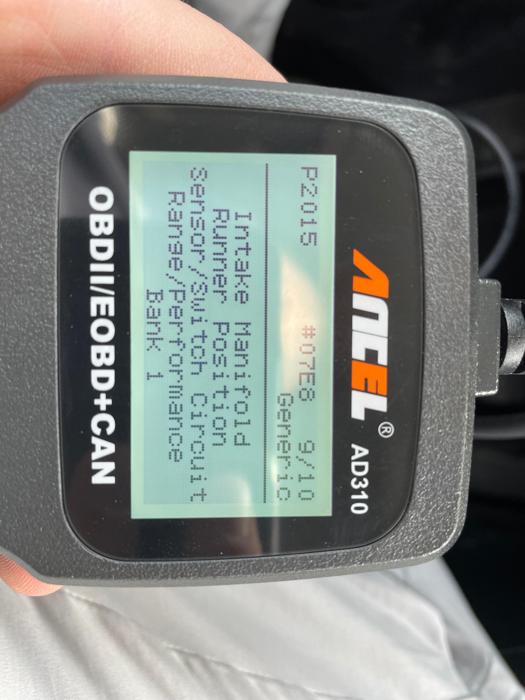 ANCEL® AD310
P2015 #07E8 9/10
Generic
Intake Manifold
Runner Position
Sensor/Switch Circuit
Range/Performance
Bank 1
OBDII/EOBD+CAN